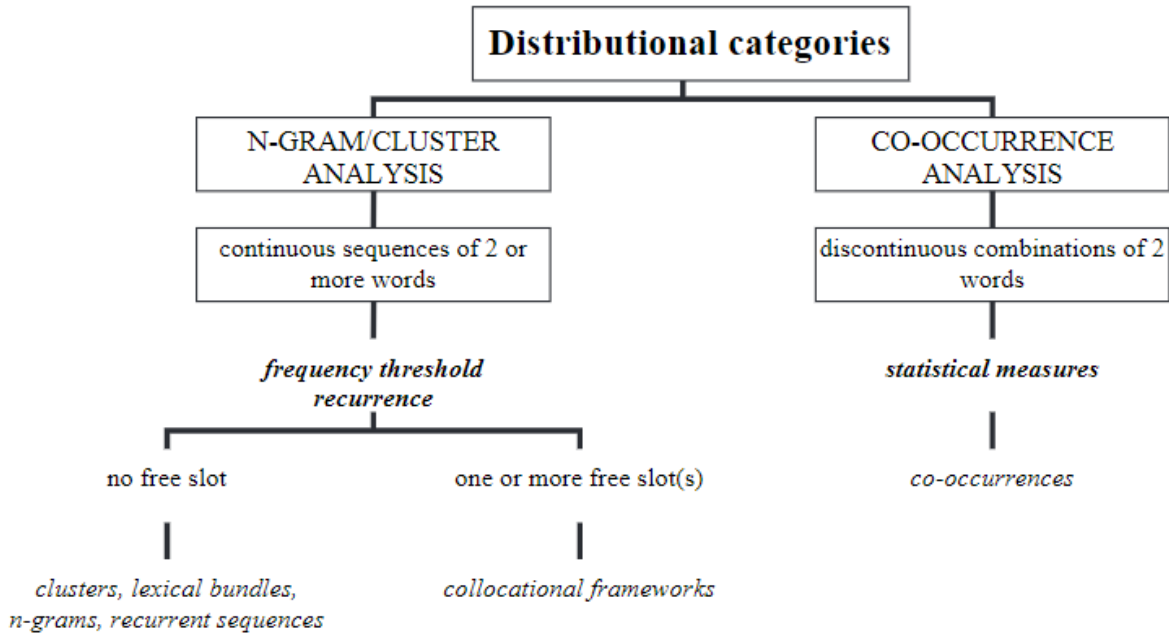 Distributional categories
N-GRAM/CLUSTER
ANALYSIS
continuous sequences of 2 or
more words
frequency threshold
recurrence
no free slot
clusters, lexical bundles,
n-grams, recurrent sequences
one or more free slot(s)
collocational frameworks
CO-OCCURRENCE
ANALYSIS
discontinuous combinations of 2
words
statistical measures
co-occurrences